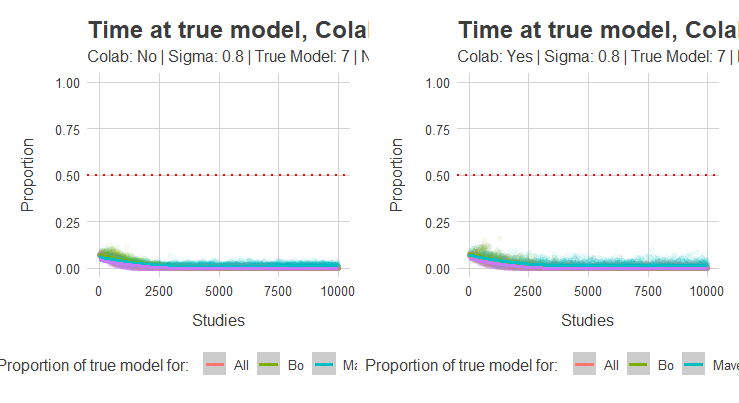 Time at true model, Colab
Colab: No | Sigma: 0.8 | True Model: 7 | N
1.00
0.75
0.50
0.25
0.00
Proportion
0 2500 5000 7500 10000
Studies
Proportion of true model for: All Bo Ma
Time at true model, Colab
Colab: Yes | Sigma: 0.8 | True Model: 7 |
1.00
0.75
0.50
0.25
0.00
Proportion
0 2500 5000 7500 10000
Studies
Proportion of true model for: All Bo Mave